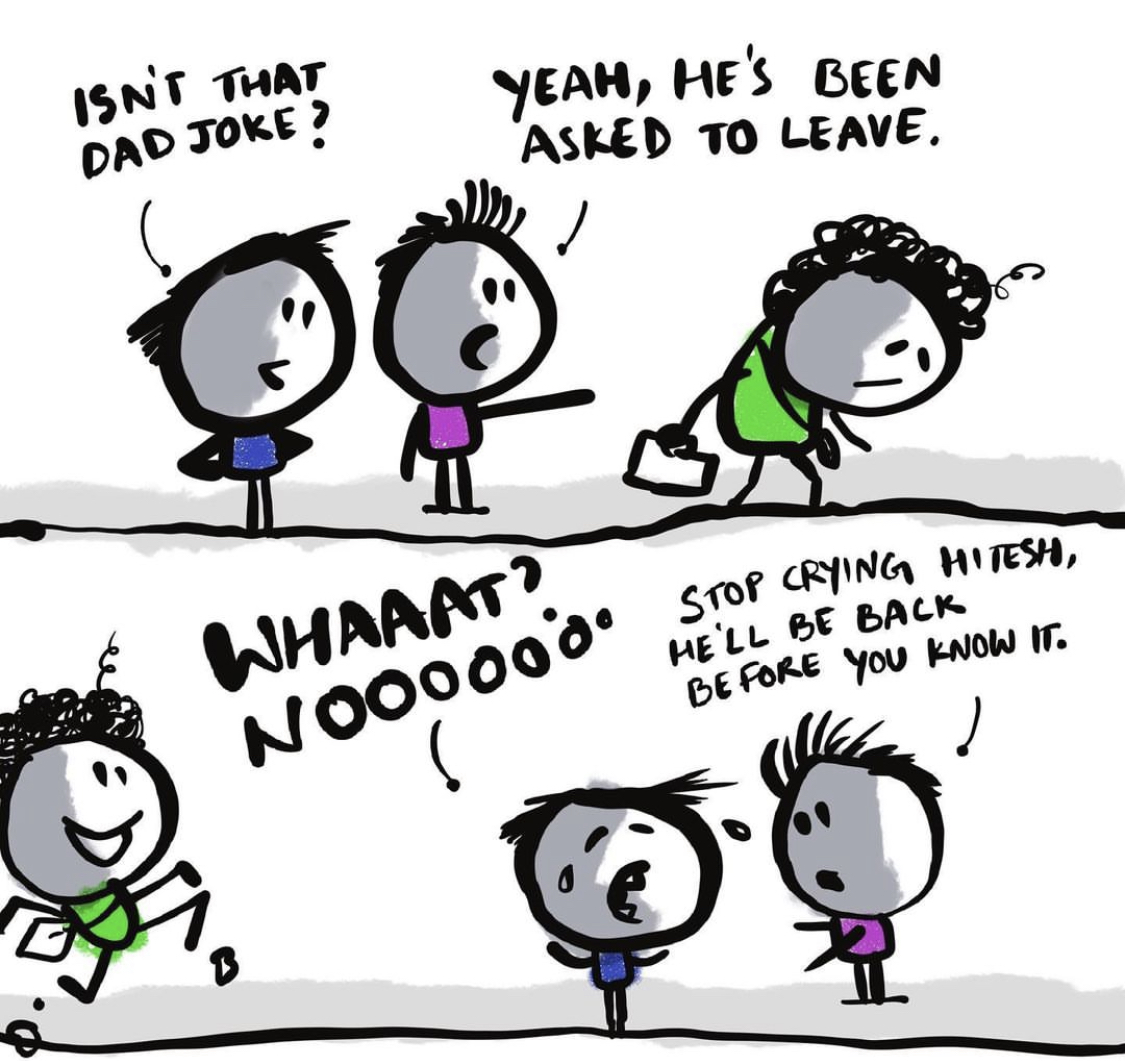 ISN'T THAT
DAD JOKE?
YEAH, HE'S BEEN
ASKED TO LEAVE.
WHAAAT?
NOOOOOO..
STOP CRYING HITESH,
HE'LL BE BACK
BEFORE YOU KNOW IT.